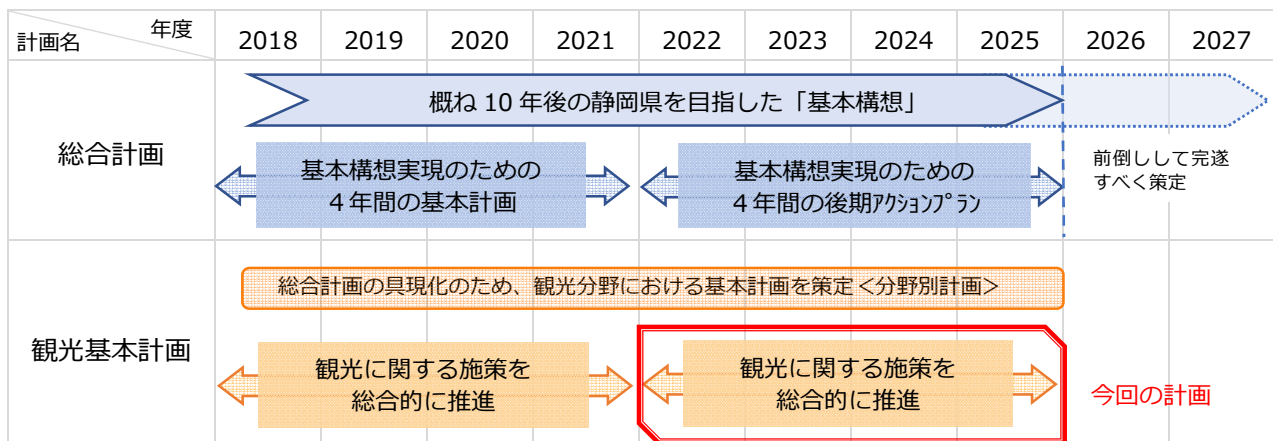 年度
計画名
2018 2019 2020 2021 2022 2023 2024 2025 2026 2027
概ね 10 年後の静岡県を目指した「基本構想」
総合計画
基本構想実現のための
４年間の基本計画
基本構想実現のための
４年間の後期ｱｸｼｮﾝﾌﾟﾗﾝ
前倒しして完遂
すべく策定
総合計画の具現化のため、観光分野における基本計画を策定＜分野別計画＞
観光基本計画
観光に関する施策を
総合的に推進
観光に関する施策を
総合的に推進
今回の計画